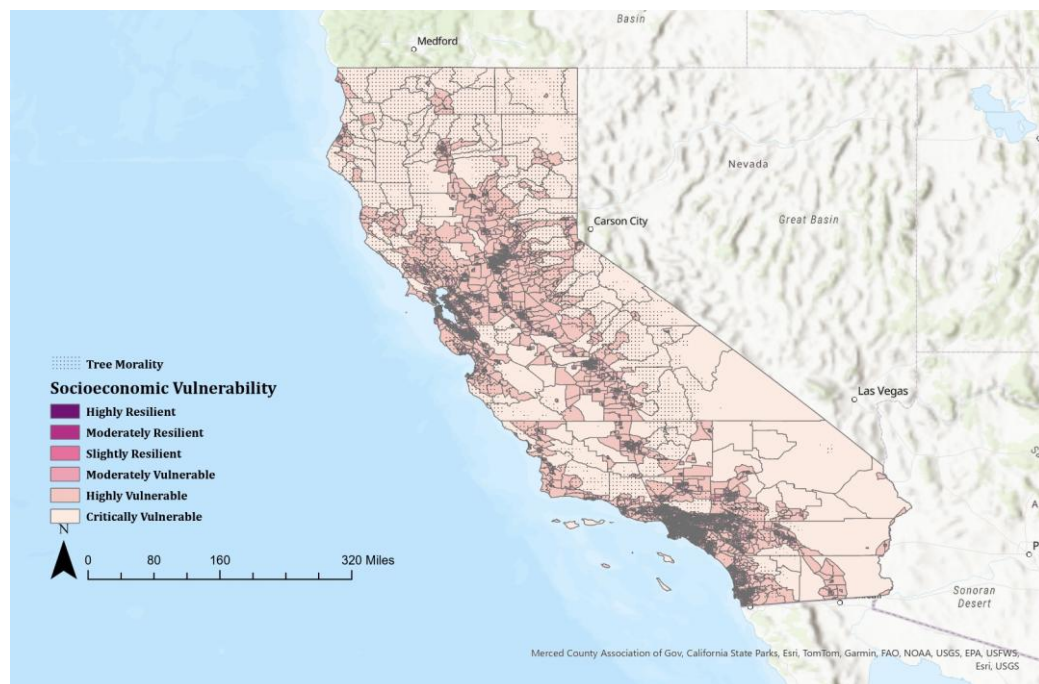 Basin
Medford
Nevada
Carson City
Great Basin
Las Vegas
Tree Morality
Socioeconomic Vulnerability
Highly Resilient
Moderately Resilient
Slightly Resilient
Moderately Vulnerable
Highly Vulnerable
Critically Vulnerable
N
0 80 160 320 Miles
Sonoran
Desert
Merced County Association of Gov, California State Parks, Esri, TomTom, Garmin, FAO, NOAA, USGS, EPA, USFWS,
Esri, USGS